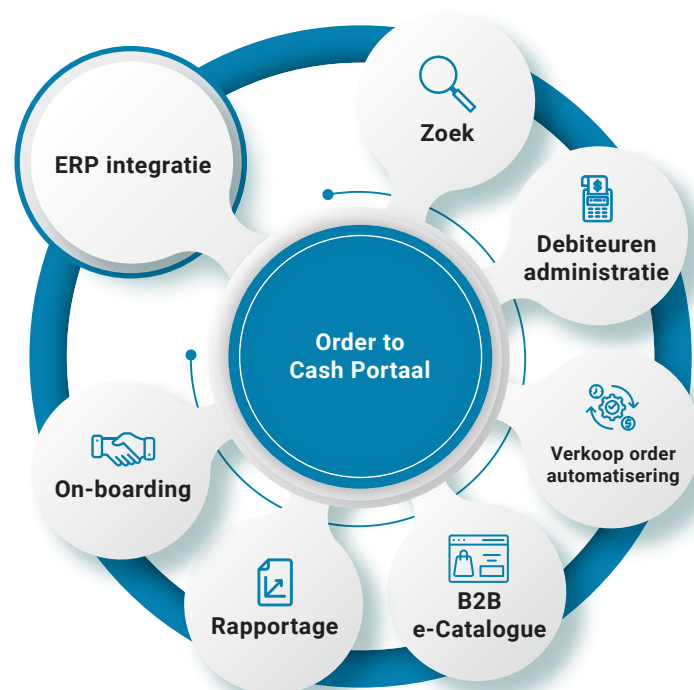 Zoek
ERP integratie
Debiteuren
administratie
Order to
Cash Portaal
Verkoop order
automatisering
On-boarding
B2B
e-Catalogue
Rapportage